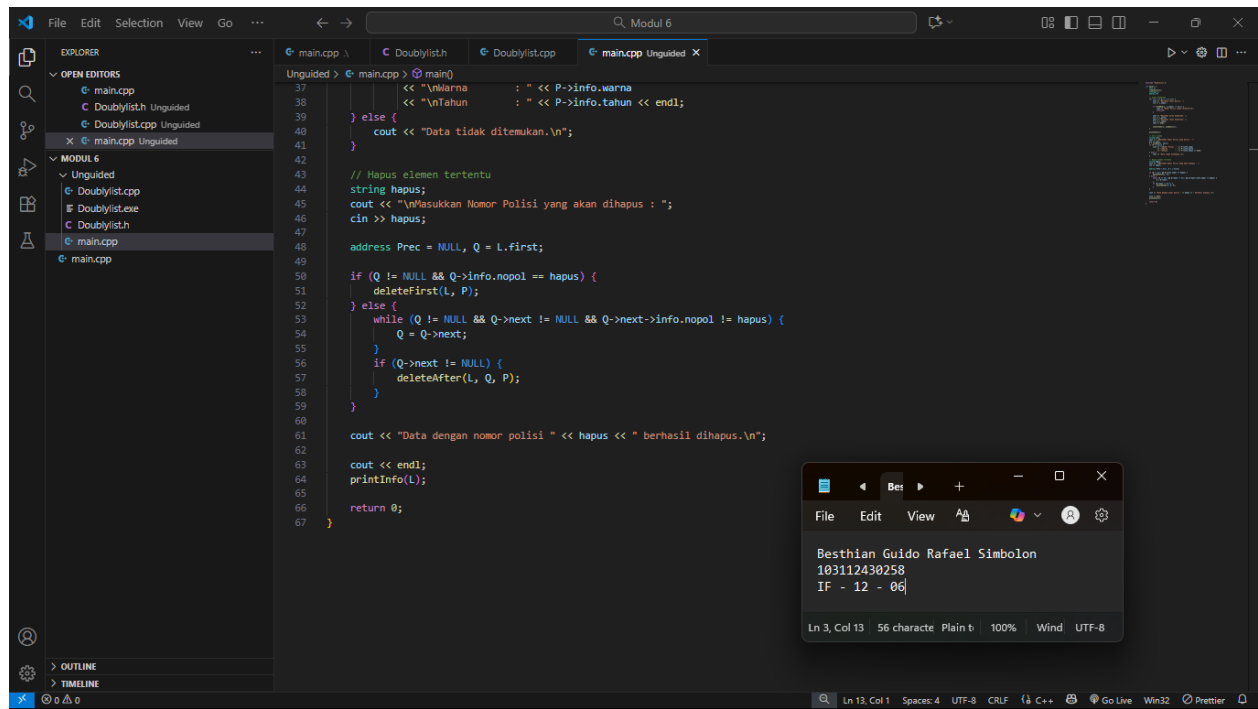 File Edit Selection View Go ··· Modul 6
EXPLORER ···
OPEN EDITORS
main.cpp
Doublylist.h Unguided
Doublylist.cpp Unguided
main.cpp Unguided
MODUL 6
Unguided
Doublylist.cpp
Doublylist.exe
Doublylist.h
main.cpp
main.cpp
OUTLINE
TIMELINE
main.cpp .\ Doublylist.h Doublylist.cpp main.cpp Unguided
Unguided > main.cpp > main()
37 << "\nWarna : " << P->info.warna
38 << "\nTahun : " << P->info.tahun << endl;
39 } else {
40 cout << "Data tidak ditemukan.\n";
41 }
42
43 // Hapus elemen tertentu
44 string hapus;
45 cout << "\nMasukkan Nomor Polisi yang akan dihapus : ";
46 cin >> hapus;
47
48 address Prec = NULL, Q = L.first;
49
50 if (Q != NULL && Q->info.nopol == hapus) {
51 deleteFirst(L, P);
52 } else {
53 while (Q != NULL && Q->next != NULL && Q->next->info.nopol != hapus) {
54 Q = Q->next;
55 }
56 if (Q->next != NULL) {
57 deleteAfter(L, Q, P);
58 }
59 }
60
61 cout << "Data dengan nomor polisi " << hapus << " berhasil dihapus.\n";
62
63 cout << endl;
64 printInfo(L);
65
66 return 0;
67 }
Bes
File Edit View
Besthian Guido Rafael Simbolon
103112430258
IF - 12 - 06
Ln 3, Col 13 56 characte Plain t 100% Wind UTF-8
0 0 Ln 13, Col 1 Spaces: 4 UTF-8 CRLF C++ Go Live Win32 Prettier